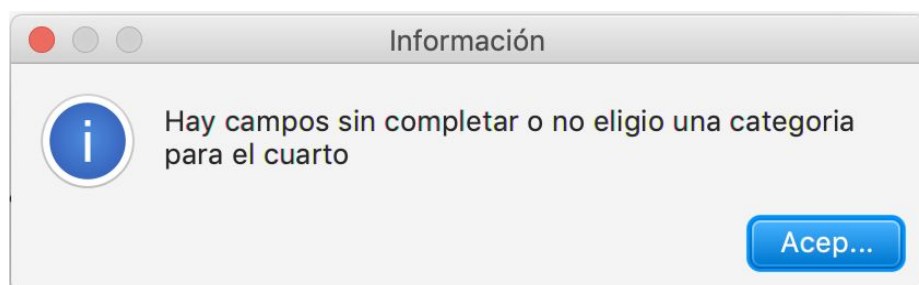 Información
Hay campos sin completar o no eligio una categoria
para el cuarto
Acep...